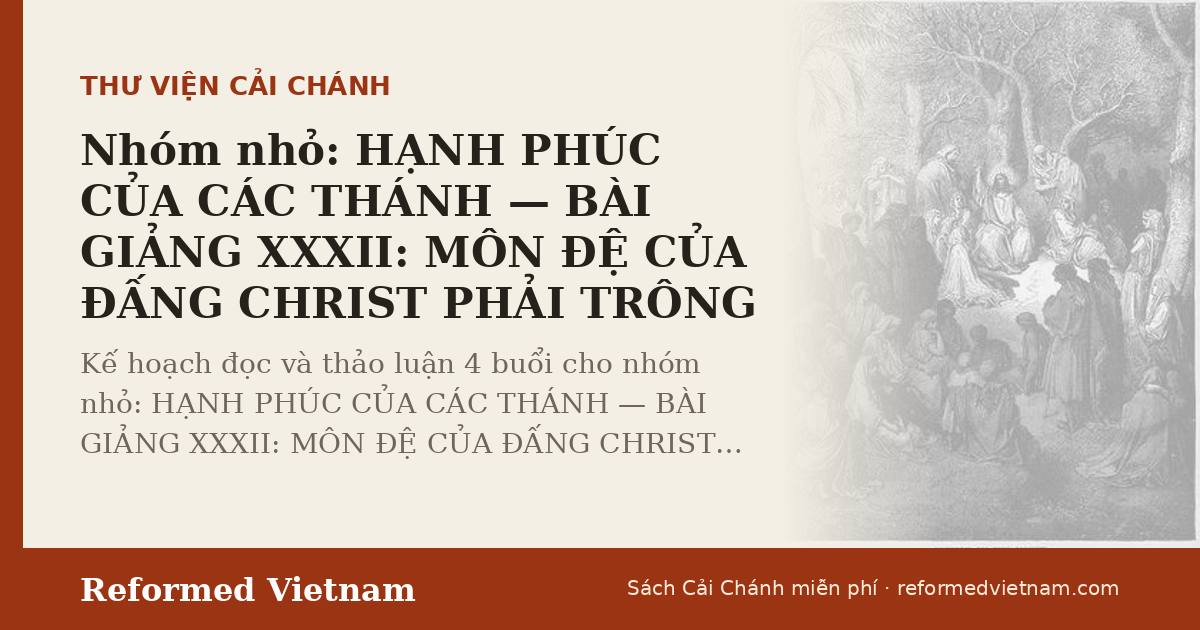 THƯ VIỆN CẢI CHÁNH
Nhóm nhỏ: HẠNH PHÚC
CỦA CÁC THÁNH — BÀI
GIẢNG XXXII: MÔN ĐỆ CỦA
ĐẤNG CHRIST PHẢI TRÔNG
Kế hoạch đọc và thảo luận 4 buổi cho nhóm
nhỏ: HẠNH PHÚC CỦA CÁC THÁNH — BÀI
GIẢNG XXXII: MÔN ĐỆ CỦA ĐẤNG CHRIST…
Reformed Vietnam
Sách Cải Chánh miễn phí · reformedvietnam.com